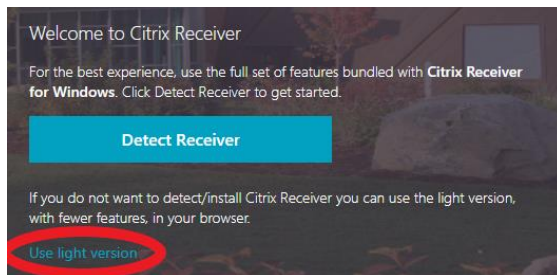 Welcome to Citrix Receiver
For the best experience, use the full set of features bundled with Citrix Receiver
for Windows. Click Detect Receiver to get started.
Detect Receiver
If you do not want to detect/install Citrix Receiver you can use the light version,
with fewer features, in your browser.
Use light version